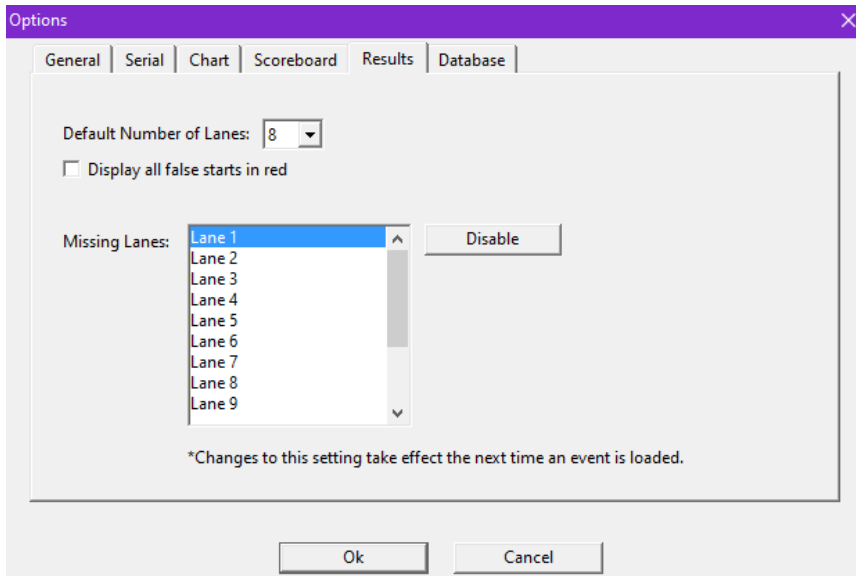 Options
General Serial Chart Scoreboard Results Database
Default Number of Lanes: 8
Display all false starts in red
Missing Lanes: Lane 1 Disable
Lane 2
Lane 3
Lane 4
Lane 5
Lane 6
Lane 7
Lane 8
Lane 9
*Changes to this setting take effect the next time an event is loaded.
Ok Cancel